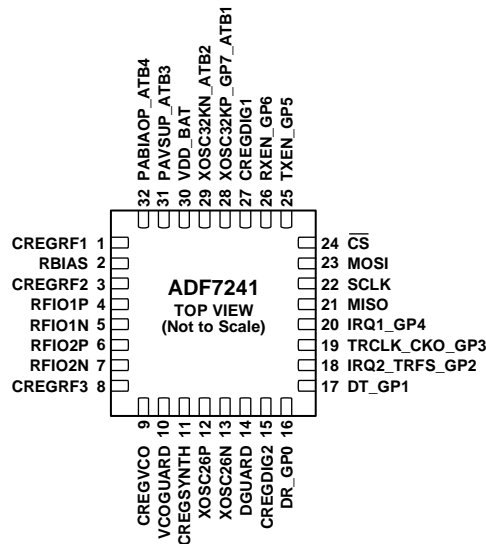 32 PABIAOP_ATB4
31 PAVSUP_ATB3
30 VDD_BAT
29 XOSC32KN_ATB2
28 XOSC32KP_GP7_ATB1
27 CREGDIG1
26 RXEN_GP6
25 TXEN_GP5
CREGRF1 1
RBIAS 2
CREGRF2 3
RFIO1P 4
RFIO1N 5
RFIO2P 6
RFIO2N 7
CREGRF3 8
ADF7241
TOP VIEW
(Not to Scale)
24 CS
23 MOSI
22 SCLK
21 MISO
20 IRQ1_GP4
19 TRCLK_CKO_GP3
18 IRQ2_TRFS_GP2
17 DT_GP1
CREGVCO 9
VCOGUARD 10
CREGSYNTH 11
XOSC26P 12
XOSC26N 13
DGUARD 14
CREGDIG2 15
DR_GP0 16